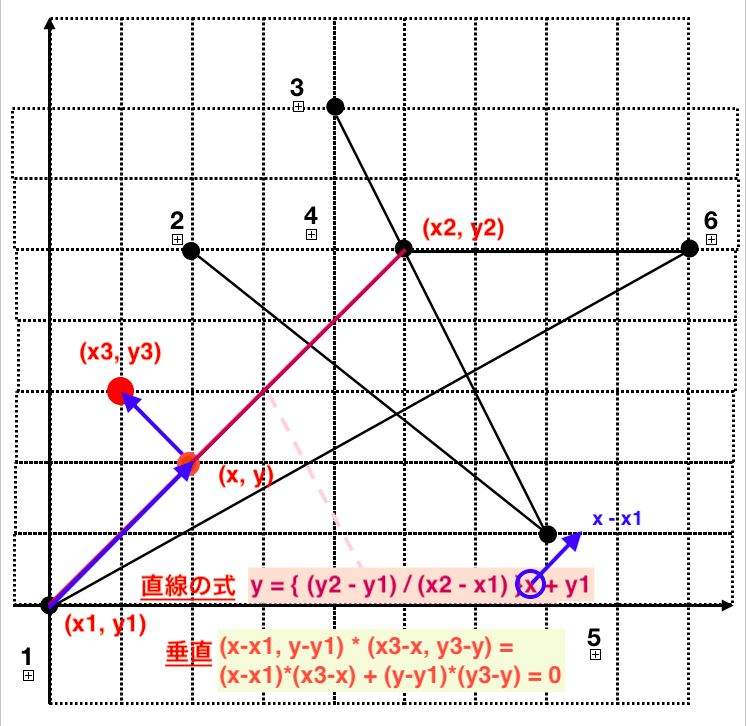 3
2
4
(x2, y2)
6
(x3, y3)
(x, y)
x - x1
直線の式 y = { (y2 - y1) / (x2 - x1) } x + y1
(x1, y1)
1
垂直 (x-x1, y-y1) * (x3-x, y3-y) =
(x-x1)*(x3-x) + (y-y1)*(y3-y) = 0
5